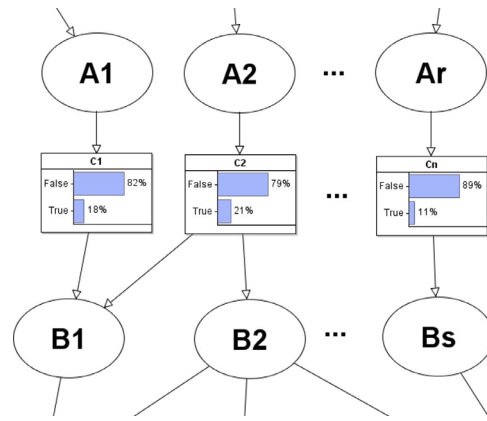 A1 A2 ... Ar
C1 C2 Cn
False 82% False 79% ... False 89%
True 18% True 21% True 11%
B1 B2 ... Bs